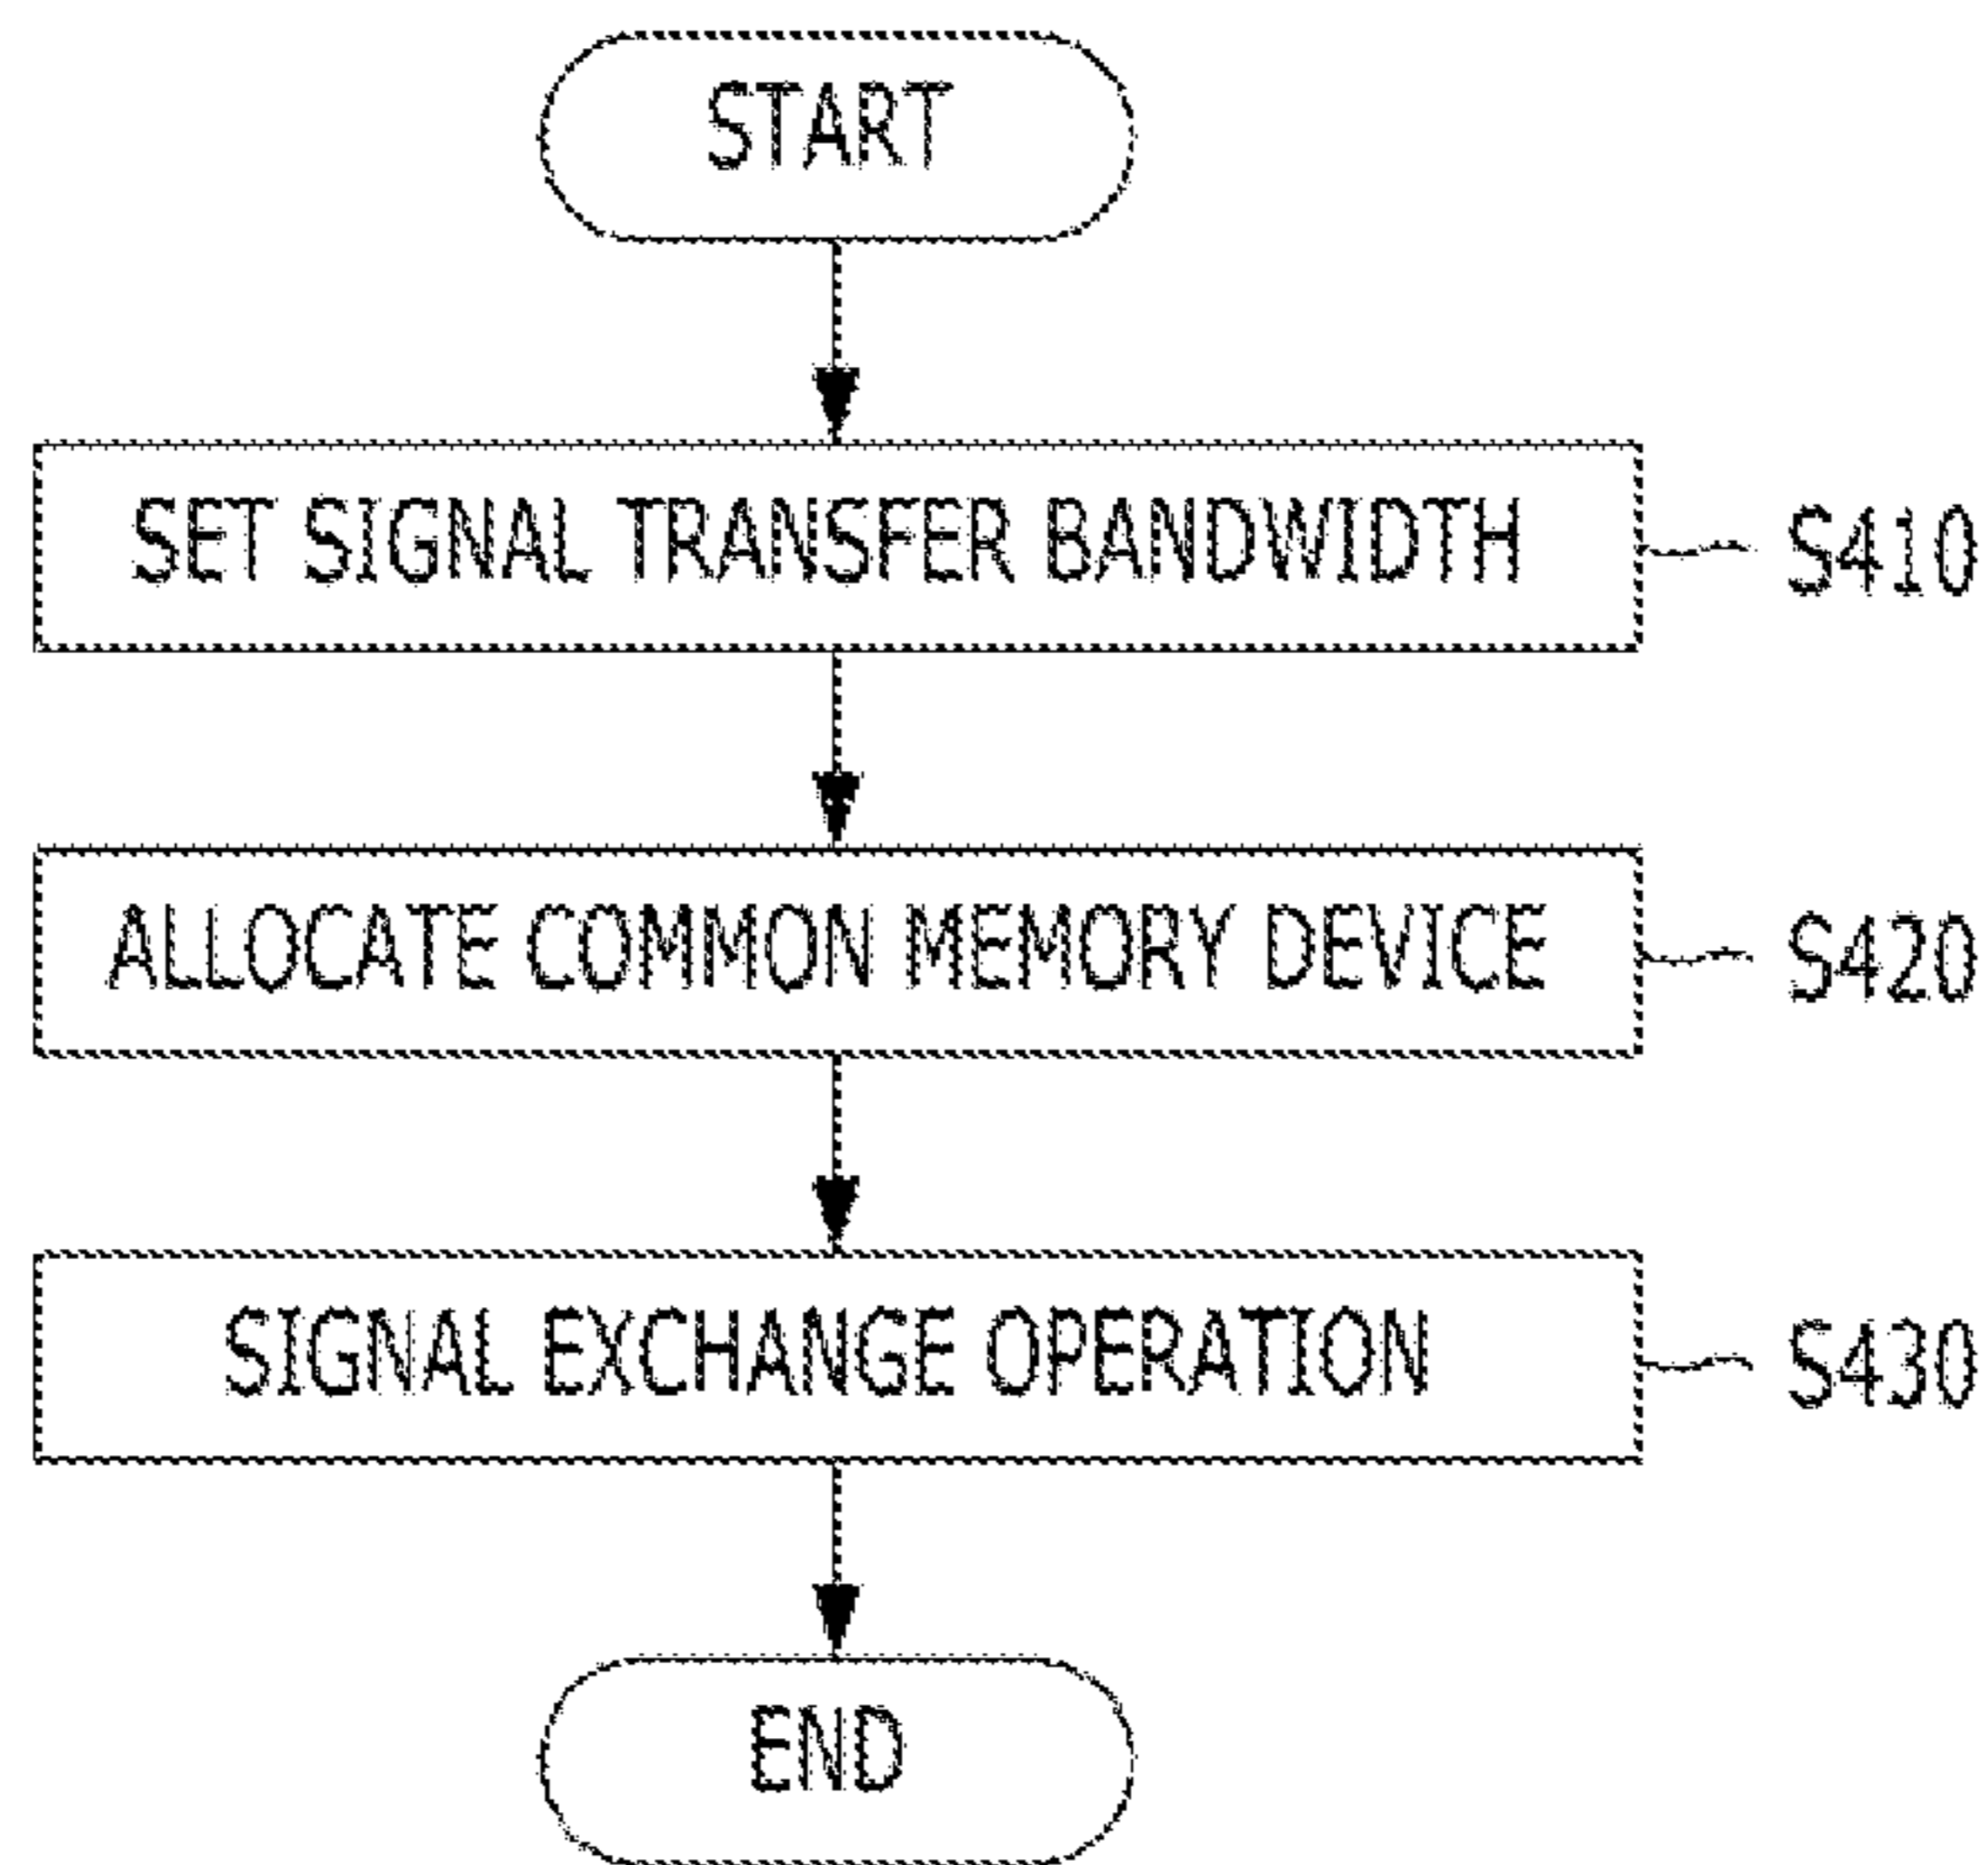 START
SET SIGNAL TRANSFER BANDWIDTH
S410
ALLOCATE COMMON MEMORY DEVICE
S420
SIGNAL EXCHANGE OPERATION
S430
END